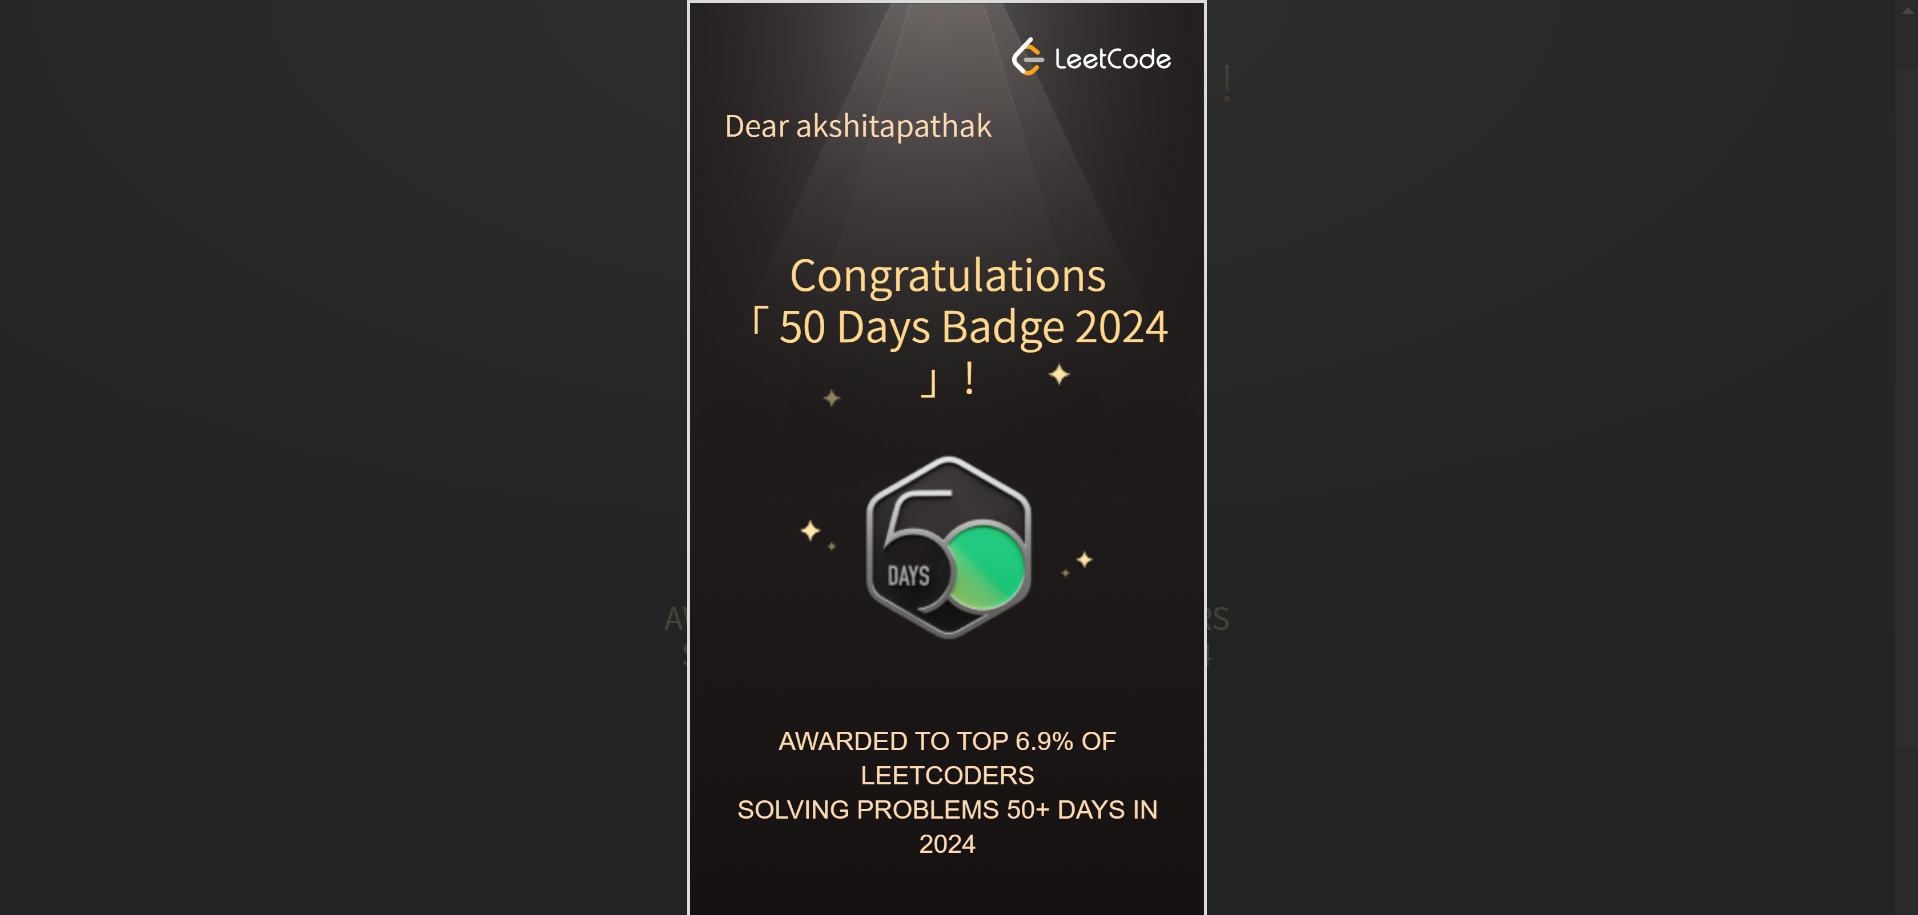 LeetCode
Dear akshitapathak
Congratulations
「 50 Days Badge 2024
」!
50
DAYS
AWARDED TO TOP 6.9% OF
LEETCODERS
SOLVING PROBLEMS 50+ DAYS IN
2024